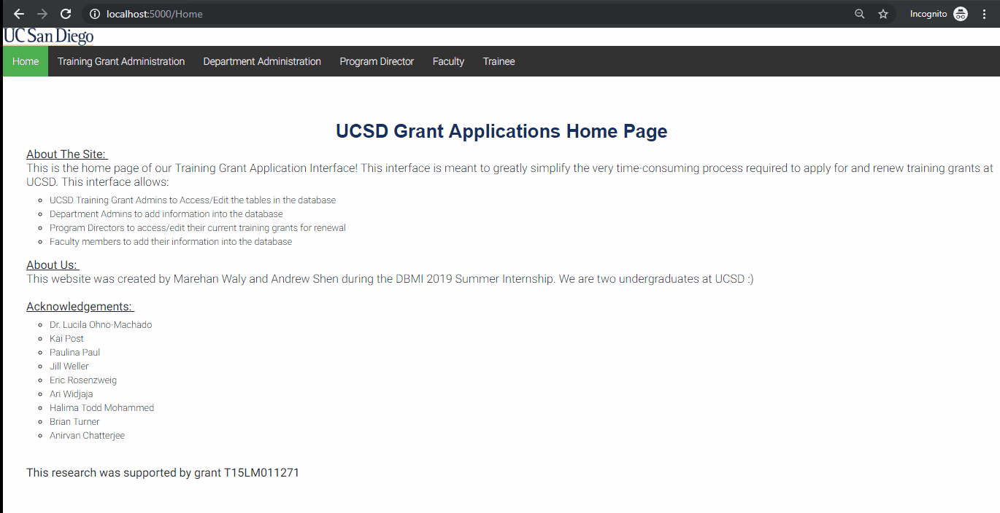 localhost:5000/Home
Incognito
UC San Diego
Home Training Grant Administration Department Administration Program Director Faculty Trainee
UCSD Grant Applications Home Page
About The Site:
This is the home page of our Training Grant Application Interface! This interface is meant to greatly simplify the very time-consuming process required to apply for and renew training grants at
UCSD. This interface allows:
UCSD Training Grant Admins to Access/Edit the tables in the database
Department Admins to add information into the database
Program Directors to access/edit their current training grants for renewal
Faculty members to add their information into the database
About Us:
This website was created by Marehan Waly and Andrew Shen during the DBMI 2019 Summer Internship. We are two undergraduates at UCSD :)
Acknowledgements:
Dr. Lucila Ohno-Machado
Kai Post
Paulina Paul
Jill Weller
Eric Rosenzweig
Ari Widjaja
Halima Todd Mohammed
Brian Turner
Anirvan Chatterjee
This research was supported by grant T15LM011271